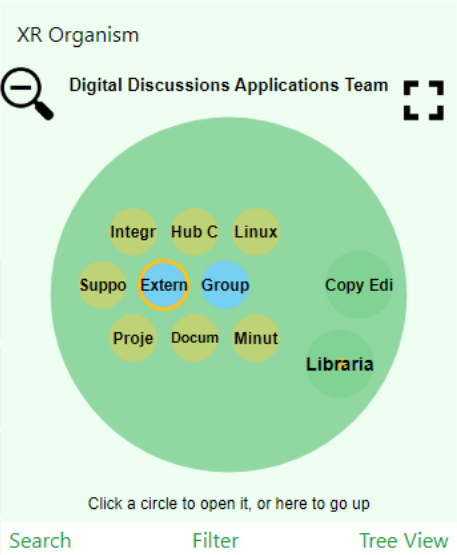 XR Organism
Digital Discussions Applications Team
Integr Hub C Linux
Suppo Extern Group Copy Edi
Proje Docum Minut
Libraria
Click a circle to open it, or here to go up
Search Filter Tree View